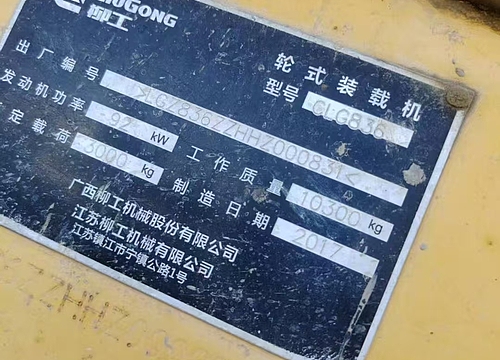 LIUGONG
柳工
轮式装载机
型号 CLG836
出厂编号 >LGZ836ZZHHZ000831<
发动机功率 92 kW
工作质量 10300 kg
定载荷 3000 kg
制造日期 2017
广西柳工机械股份有限公司
江苏柳工机械有限公司
江苏镇江市宁镇公路1号
ZZHHZ00